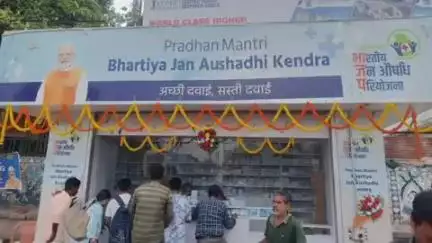 WORLD CLASS HIGHER
Pradhan Mantri
Bhartiya Jan Aushadhi Kendra
अच्छी दवाई, सस्ती दवाई
भारतीय
जन औषधि
परियोजना